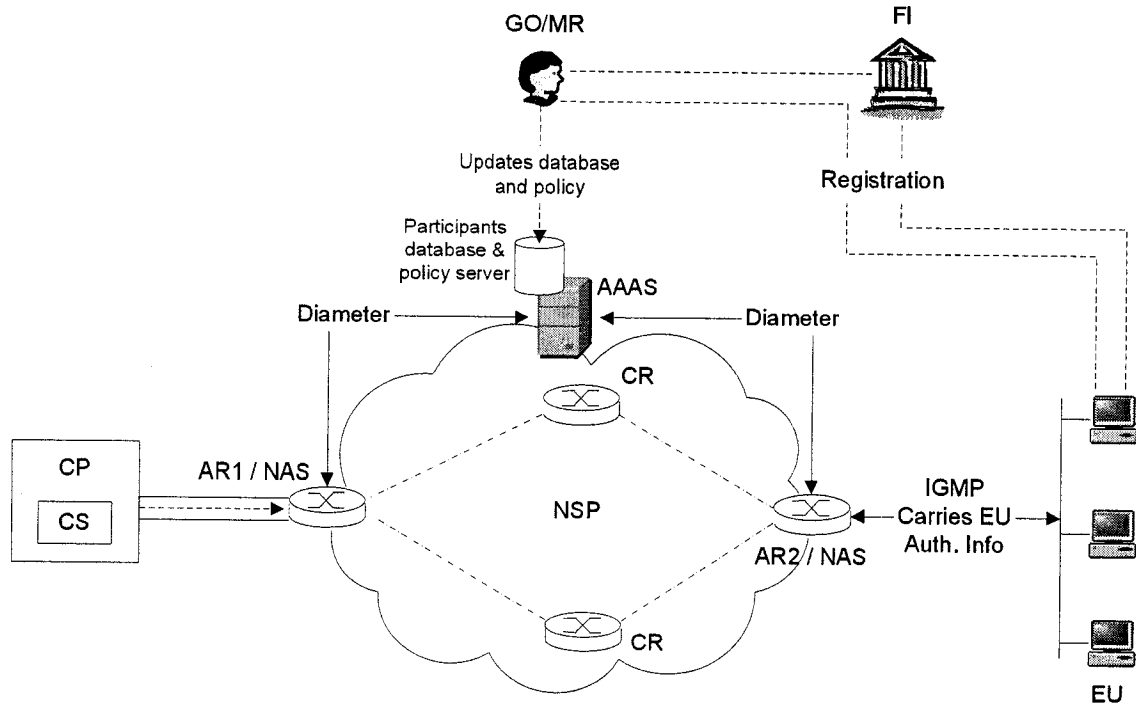 GO/MR
FI
Updates database
and policy
Registration
Participants
database &
policy server
AAAS
Diameter
Diameter
CR
CP
CS
AR1 / NAS
NSP
AR2 / NAS
IGMP
Carries EU
Auth. Info
CR
EU